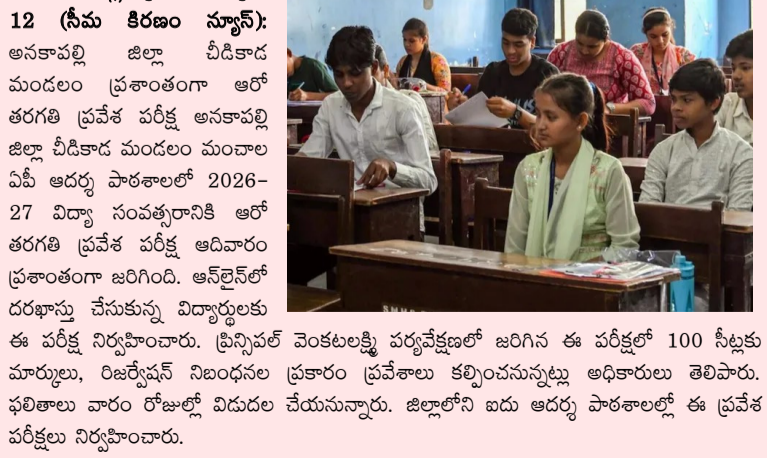 12 (సీమ కిరణం న్యూస్):
అనకాపల్లి జిల్లా చీడికాడ
మండలం ప్రశాంతంగా ఆరో
తరగతి ప్రవేశ పరీక్ష అనకాపల్లి
జిల్లా చీడికాడ మండలం మంచాల
ఏపీ ఆదర్శ పాఠశాలలో 2026-
27 విద్యా సంవత్సరానికి ఆరో
తరగతి ప్రవేశ పరీక్ష ఆదివారం
ప్రశాంతంగా జరిగింది. ఆన్‌లైన్‌లో
దరఖాస్తు చేసుకున్న విద్యార్థులకు
ఈ పరీక్ష నిర్వహించారు. ప్రిన్సిపల్ వెంకటలక్ష్మి పర్యవేక్షణలో జరిగిన ఈ పరీక్షలో 100 సీట్లకు
మార్కులు, రిజర్వేషన్ నిబంధనల ప్రకారం ప్రవేశాలు కల్పించనున్నట్లు అధికారులు తెలిపారు.
ఫలితాలు వారం రోజుల్లో విడుదల చేయనున్నారు. జిల్లాలోని ఐదు ఆదర్శ పాఠశాలల్లో ఈ ప్రవేశ
పరీక్షలు నిర్వహించారు.